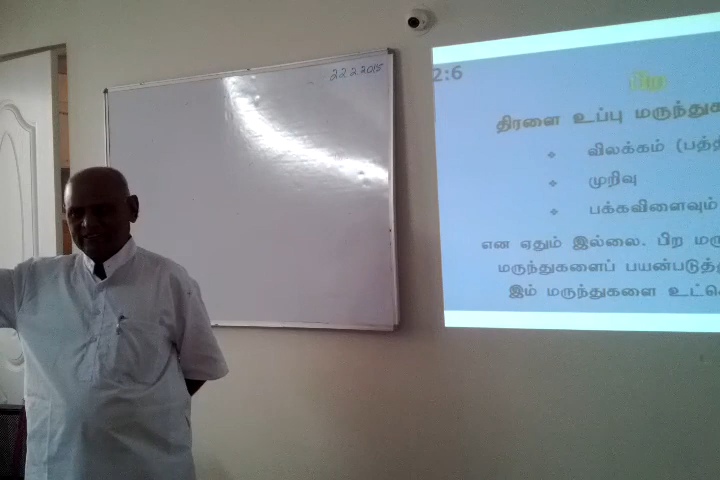 22.2.2015
2:6
பிற
திரளை உப்பு மருந்துக
விலக்கம் (பத்தி
முறிவு
பக்கவிளைவும்
என ஏதும் இல்லை. பிற மரு
மருந்துகளைப் பயன்படுத்தி
இம் மருந்துகளை உட்கெ